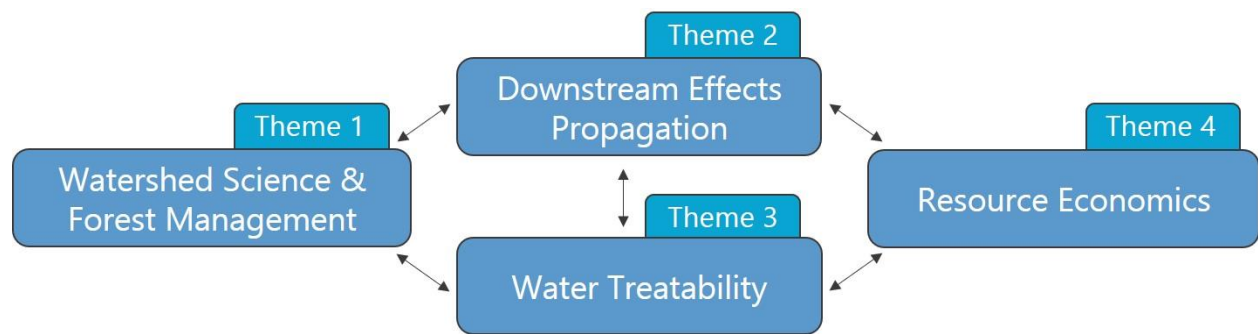 Theme 1
Watershed Science &
Forest Management
Theme 2
Downstream Effects
Propagation
Theme 3
Water Treatability
Theme 4
Resource Economics